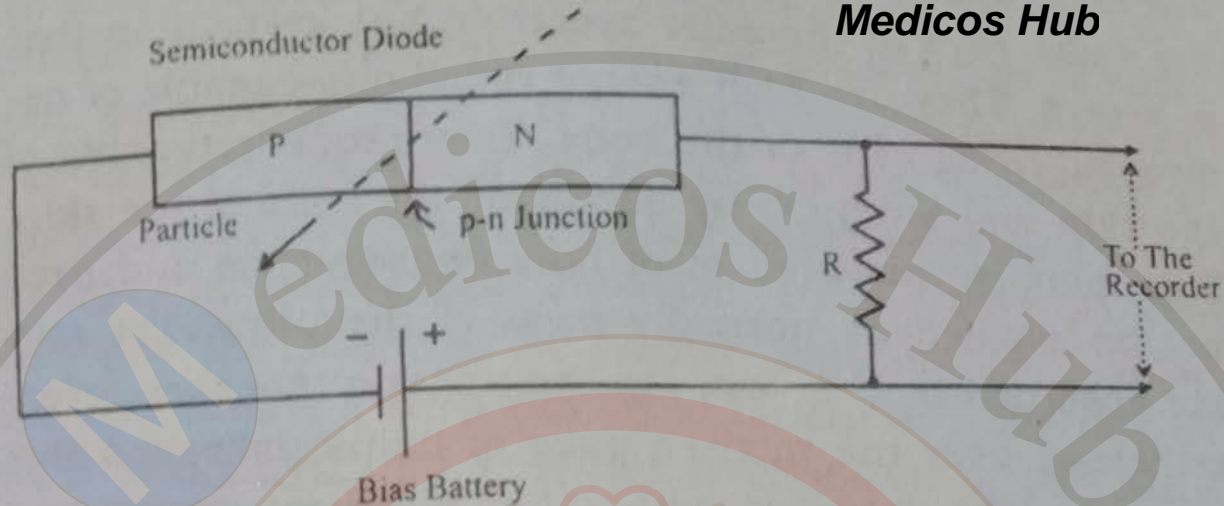 Medicos Hub
Semiconductor Diode
P
N
Particle
p-n Junction
R
To The
Recorder
− +
Bias Battery
Medicos Hub